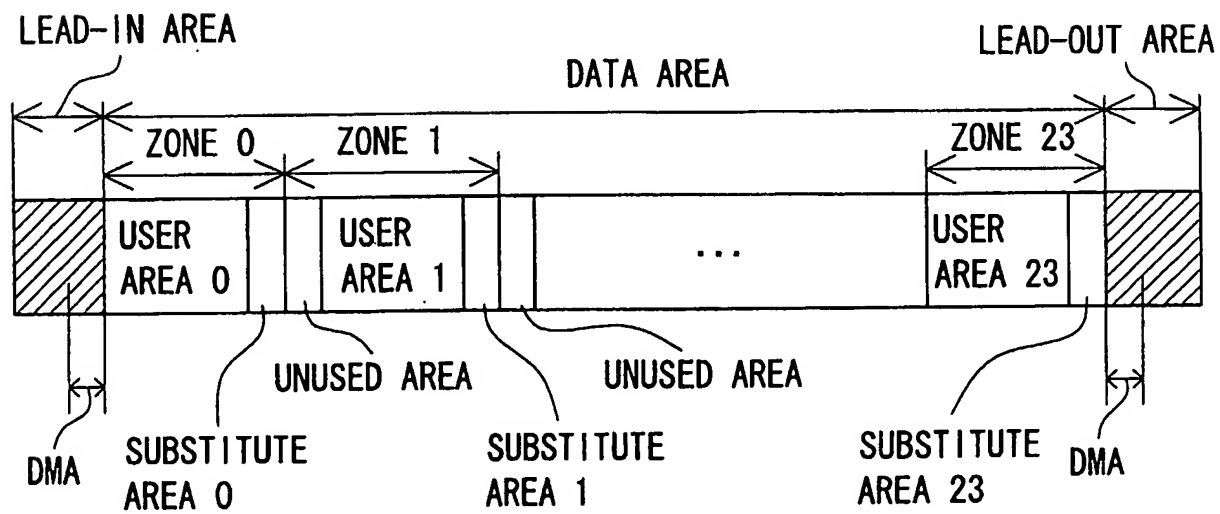 LEAD-IN AREA
LEAD-OUT AREA
DATA AREA
ZONE 0
ZONE 1
ZONE 23
USER
AREA 0
USER
AREA 1
...
USER
AREA 23
UNUSED AREA
UNUSED AREA
DMA
SUBSTITUTE
AREA 0
SUBSTITUTE
AREA 1
SUBSTITUTE
AREA 23
DMA